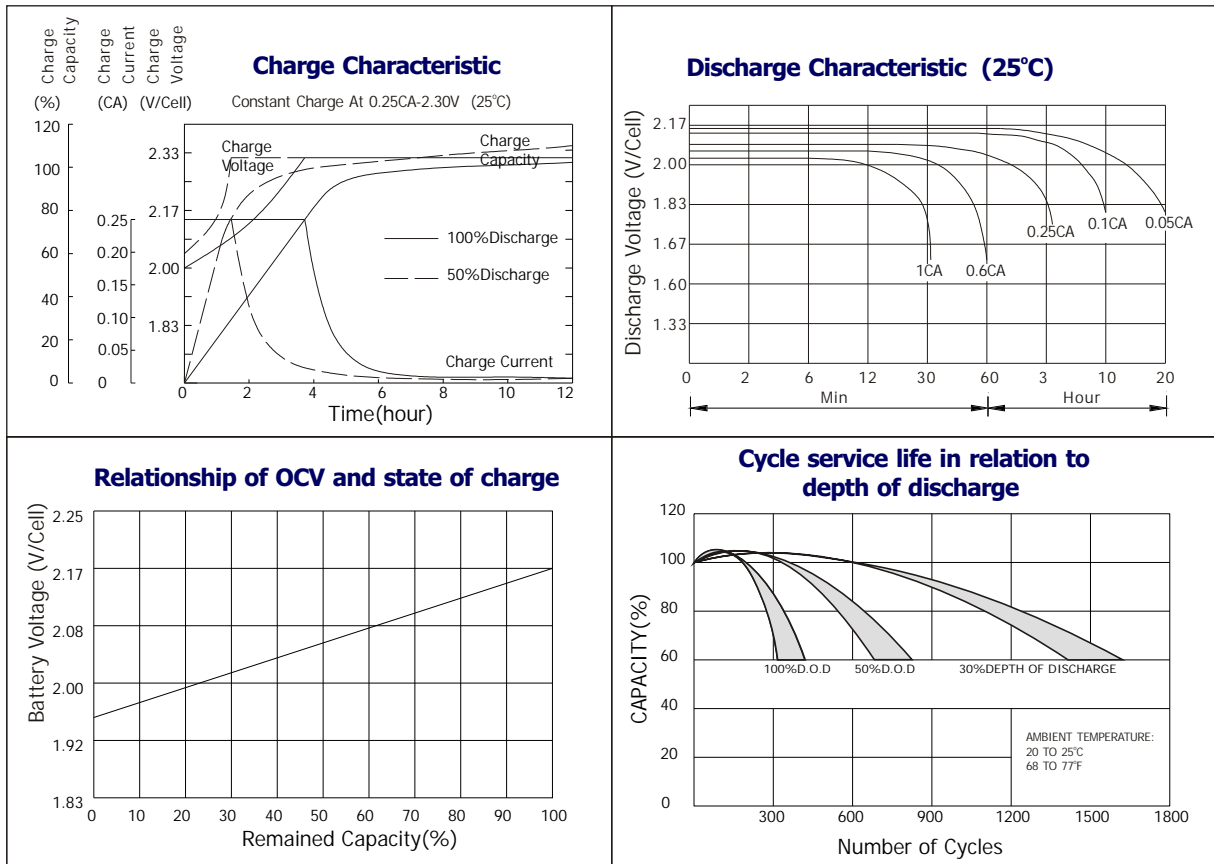 Charge Capacity
Charge Current
Charge Voltage
(%) (CA) (V/Cell)
Charge Characteristic
Constant Charge At 0.25CA-2.30V (25°C)
120
100
80
60
40
20
0
0.25
0.20
0.15
0.10
0.05
0
2.33
2.17
2.00
1.83
Charge Voltage
Charge Capacity
100%Discharge
50%Discharge
Charge Current
0 2 4 6 8 10 12
Time(hour)
Discharge Characteristic (25°C)
Discharge Voltage (V/Cell)
2.17
2.00
1.83
1.67
1.60
1.33
1CA
0.6CA
0.25CA
0.1CA
0.05CA
0 2 6 12 30 60 3 10 20
Min Hour
Relationship of OCV and state of charge
Battery Voltage (V/Cell)
2.25
2.17
2.08
2.00
1.92
1.83
0 10 20 30 40 50 60 70 80 90 100
Remained Capacity(%)
Cycle service life in relation to
depth of discharge
CAPACITY(%)
120
100
80
60
40
20
0
100%D.O.D 50%D.O.D 30%DEPTH OF DISCHARGE
AMBIENT TEMPERATURE:
20 TO 25°C
68 TO 77°F
300 600 900 1200 1500 1800
Number of Cycles